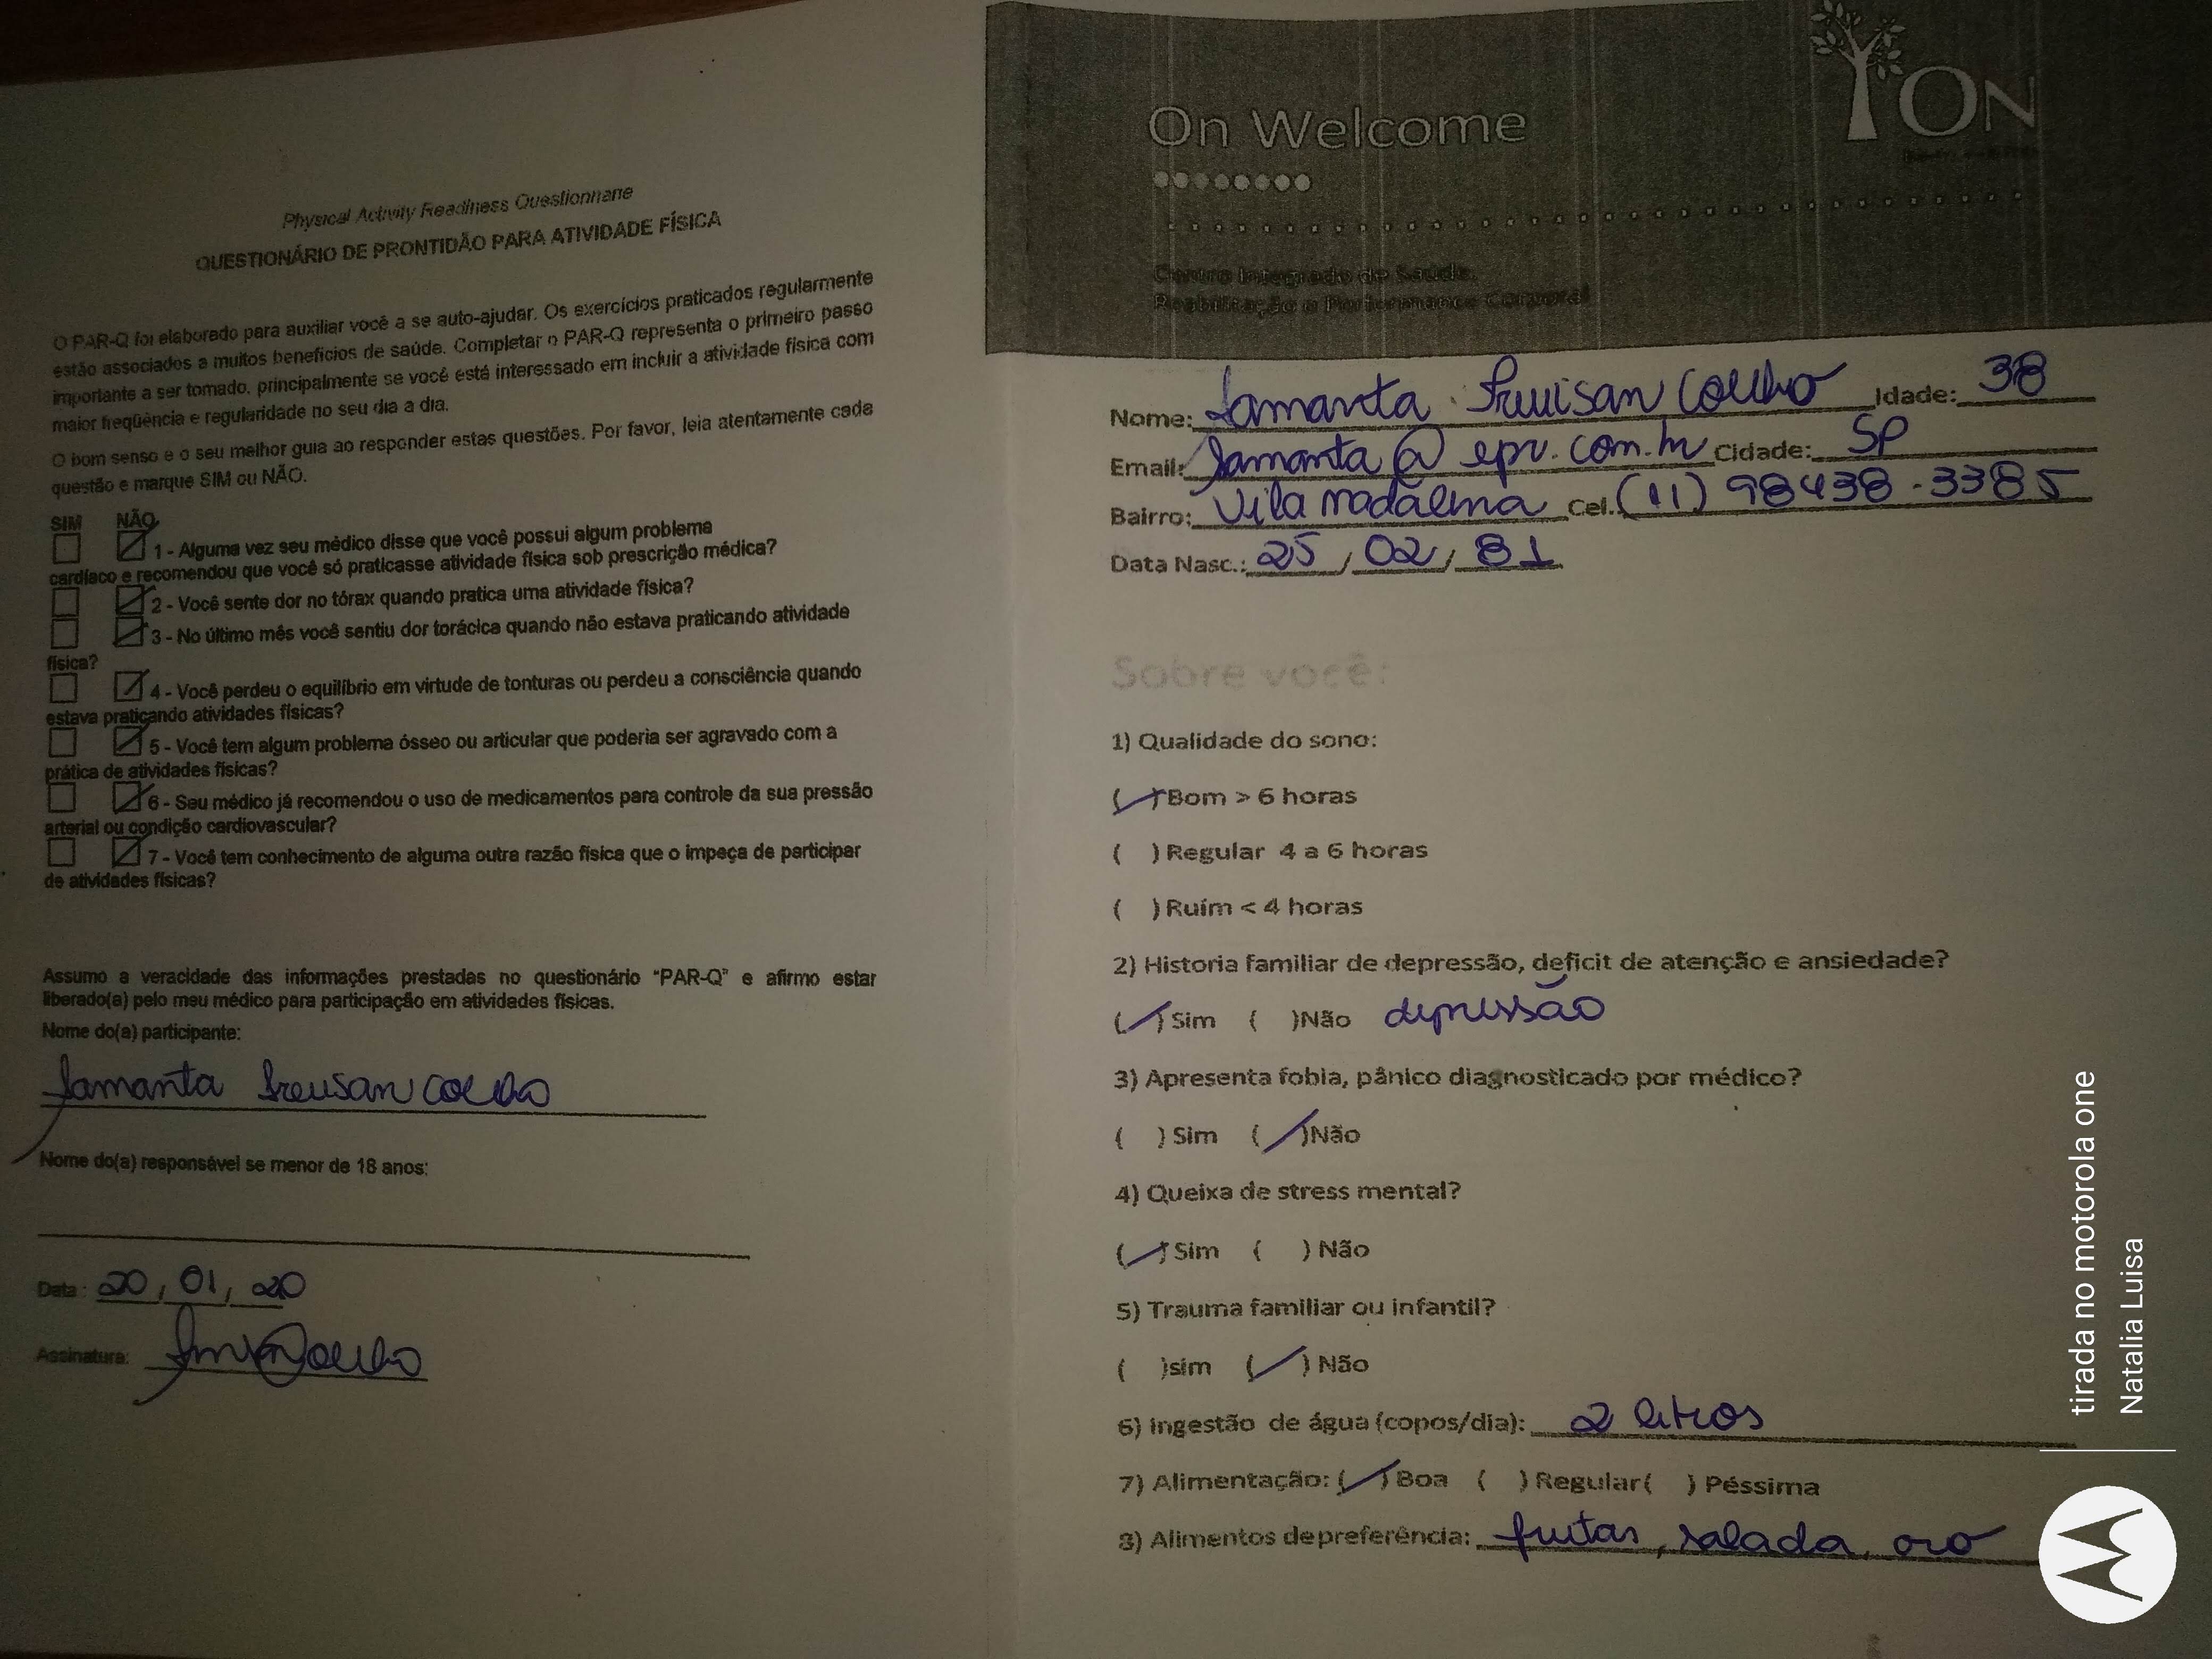 Physical Activity Readiness Questionnaire
QUESTIONÁRIO DE PRONTIDÃO PARA ATIVIDADE FÍSICA
O PAR-Q foi elaborado para auxiliar você a se auto-ajudar. Os exercícios praticados regularmente
estão associados a muitos benefícios de saúde. Completar o PAR-Q representa o primeiro passo
importante a ser tomado, principalmente se você está interessado em incluir a atividade física com
maior freqüência e regularidade no seu dia a dia.
O bom senso e o seu melhor guia ao responder estas questões. Por favor, leia atentamente cada
questão e marque SIM ou NÃO.
SIM NÃO
1 - Alguma vez seu médico disse que você possui algum problema
cardíaco e recomendou que você só praticasse atividade física sob prescrição médica?
2 - Você sente dor no tórax quando pratica uma atividade física?
3 - No último mês você sentiu dor torácica quando não estava praticando atividade
física?
4 - Você perdeu o equilíbrio em virtude de tonturas ou perdeu a consciência quando
estava praticando atividades físicas?
5 - Você tem algum problema ósseo ou articular que poderia ser agravado com a
prática de atividades físicas?
6 - Seu médico já recomendou o uso de medicamentos para controle da sua pressão
arterial ou condição cardiovascular?
7 - Você tem conhecimento de alguma outra razão física que o impeça de participar
de atividades físicas?
Assumo a veracidade das informações prestadas no questionário "PAR-Q" e afirmo estar
liberado(a) pelo meu médico para participação em atividades físicas.
Nome do(a) participante:
Samanta Coelho
Nome do(a) responsável se menor de 18 anos:
Data : 20, 01, 20
Assinatura:
On Welcome
ON
Centro Integrado de Saúde,
Reabilitação e Performance Corporal
Nome: Samanta Coelho Idade: 38
Email: Samanta@epr.com.br Cidade: SP
Bairro: Vila madalena Cel. (11) 98438-3385
Data Nasc.: 25 / 02 / 81
Sobre você:
1) Qualidade do sono:
(✓) Bom > 6 horas
( ) Regular 4 a 6 horas
( ) Ruim < 4 horas
2) Historia familiar de depressão, deficit de atenção e ansiedade?
(✓) Sim ( )Não depressão
3) Apresenta fobia, pânico diagnosticado por médico?
( ) Sim (✓)Não
4) Queixa de stress mental?
(✓) Sim ( ) Não
5) Trauma familiar ou infantil?
( )sim (✓) Não
6) Ingestão de água (copos/dia): 2 litros
7) Alimentação: (✓) Boa ( ) Regular( ) Péssima
8) Alimentos de preferência: frutas, salada, ovo
tirada no motorola one
Natalia Luisa